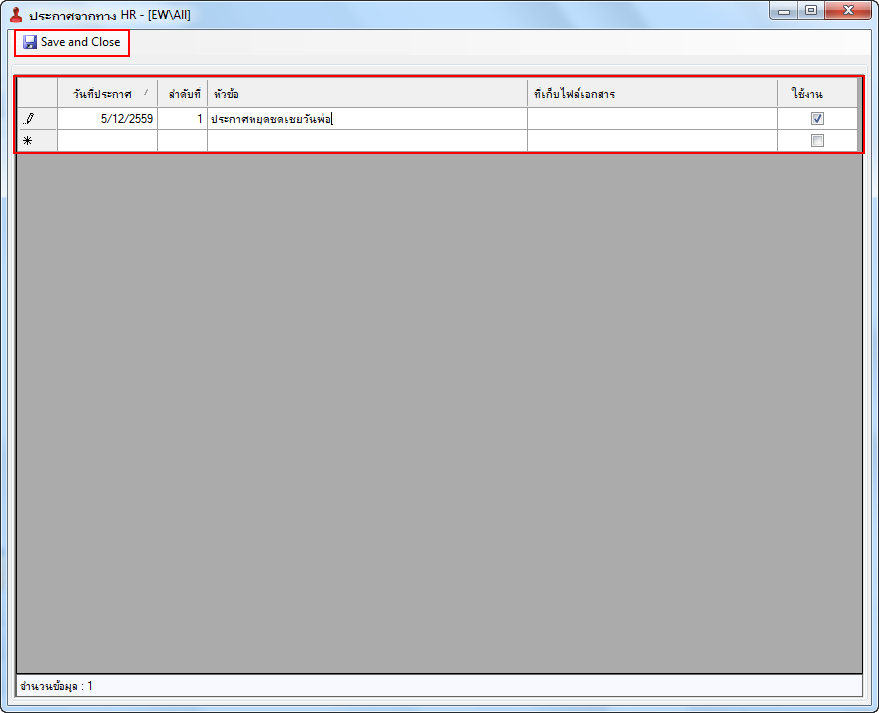 ประกาศจากทาง HR - [EW\All]
Save and Close
วันที่ประกาศ ลำดับที่ หัวข้อ ที่เก็บไฟล์เอกสาร ใช้งาน
5/12/2559 1 ประกาศหยุดชดเชยวันพ่อ
จำนวนข้อมูล : 1